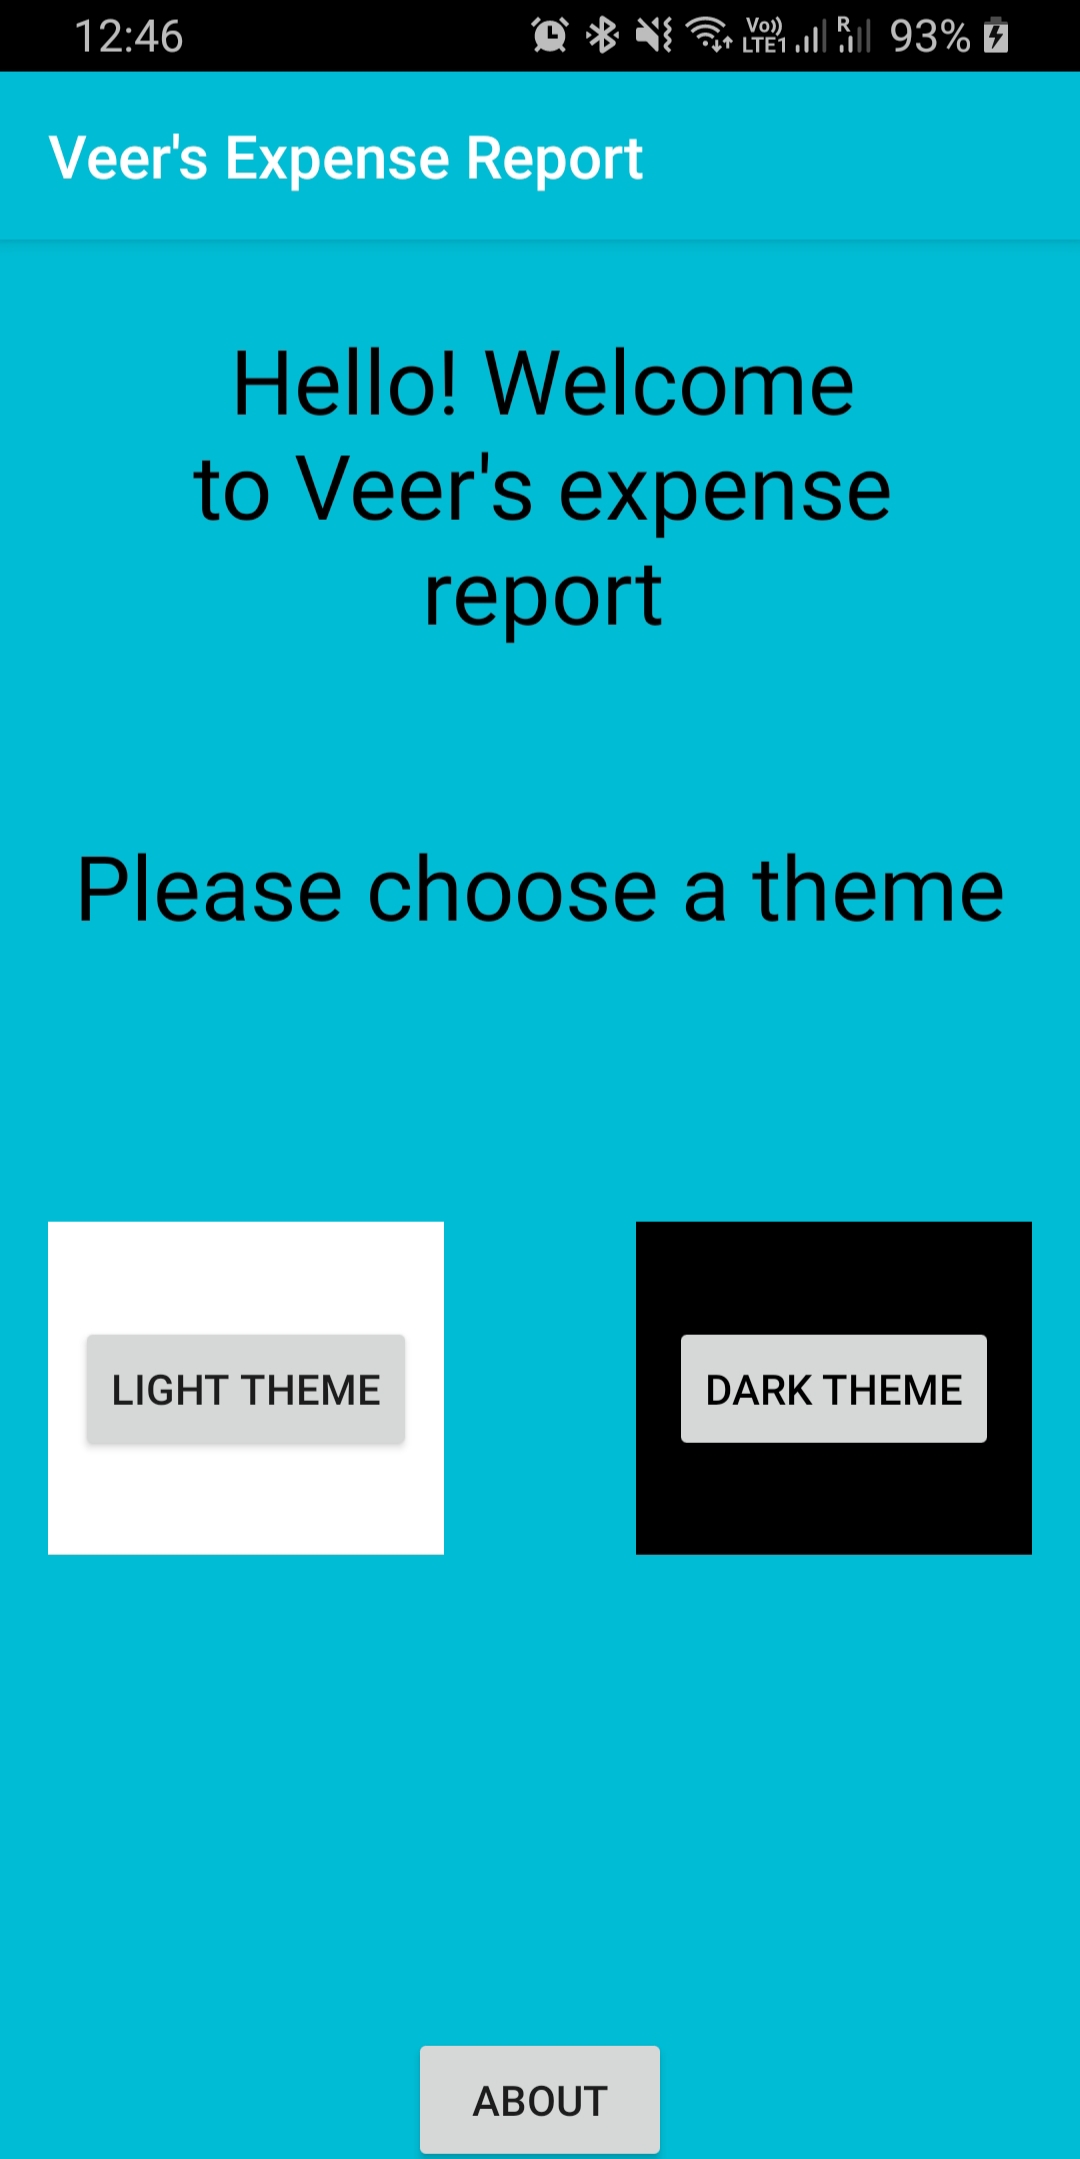 12:46 Vo)) LTE1 R 93%
Veer's Expense Report
Hello! Welcome
to Veer's expense
report
Please choose a theme
LIGHT THEME DARK THEME
ABOUT